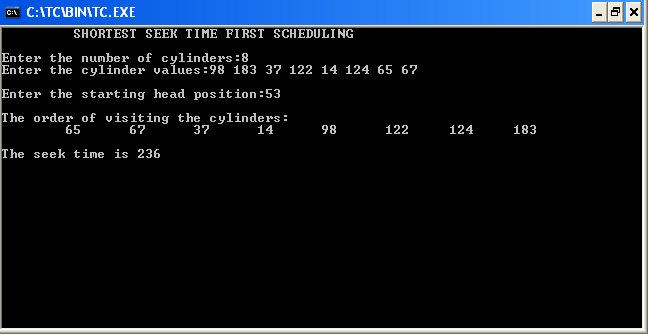 C:\TC\BIN\TC.EXE
SHORTEST SEEK TIME FIRST SCHEDULING
Enter the number of cylinders:8
Enter the cylinder values:98 183 37 122 14 124 65 67
Enter the starting head position:53
The order of visiting the cylinders:
65 67 37 14 98 122 124 183
The seek time is 236